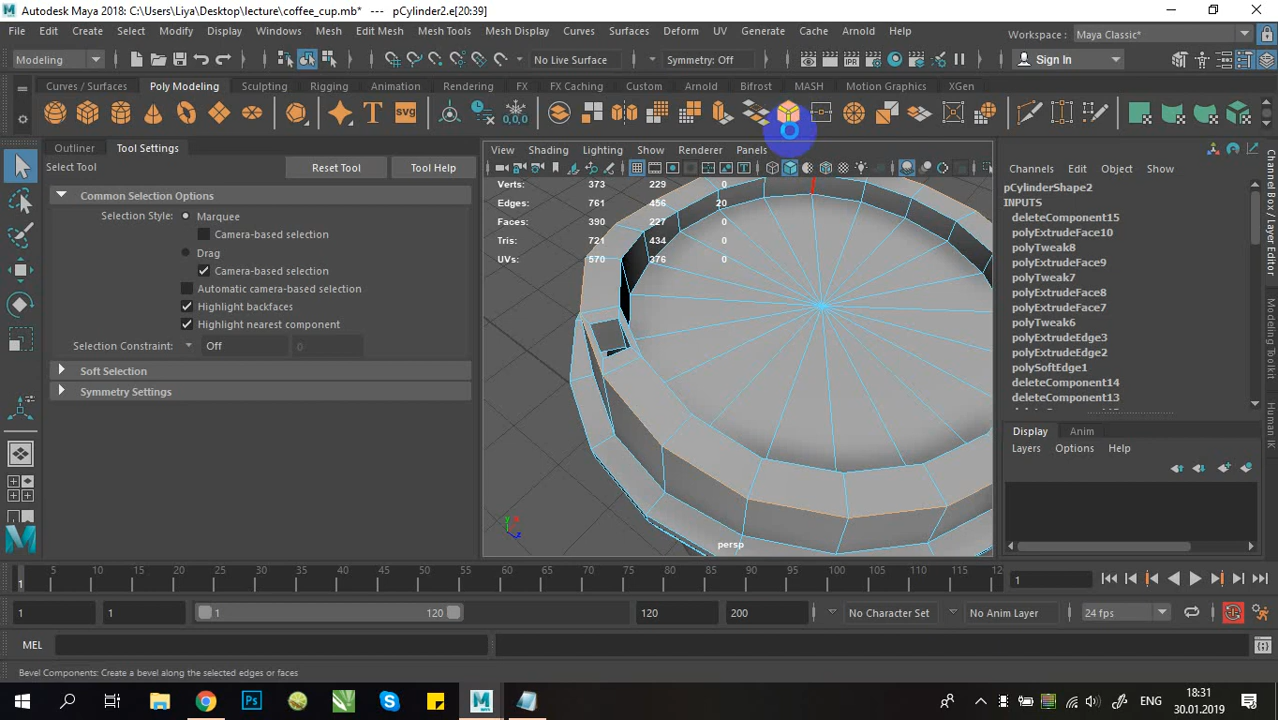 Autodesk Maya 2018: C:\Users\Liya\Desktop\lecture\coffee_cup.mb* --- pCylinder2.e[20:39]
File Edit Create Select Modify Display Windows Mesh Edit Mesh Mesh Tools Mesh Display Curves Surfaces Deform UV Generate Cache Arnold Help Workspace : Maya Classic*
Modeling No Live Surface Symmetry: Off Sign In
Curves / Surfaces Poly Modeling Sculpting Rigging Animation Rendering FX FX Caching Custom Arnold Bifrost MASH Motion Graphics XGen
Outliner Tool Settings
Select Tool Reset Tool Tool Help
Common Selection Options
Selection Style: Marquee
Camera-based selection
Drag
Camera-based selection
Automatic camera-based selection
Highlight backfaces
Highlight nearest component
Selection Constraint: Off 0
Soft Selection
Symmetry Settings
View Shading Lighting Show Renderer Panels
Verts: 373 229 0
Edges: 761 456 20
Faces: 390 227 0
Tris: 721 434 0
UVs: 570 376 0
persp
Channels Edit Object Show
pCylinderShape2
INPUTS
deleteComponent15
polyExtrudeFace10
polyTweak8
polyExtrudeFace9
polyTweak7
polyExtrudeFace8
polyExtrudeFace7
polyTweak6
polyExtrudeEdge3
polyExtrudeEdge2
polySoftEdge1
deleteComponent14
deleteComponent13
Display Anim
Layers Options Help
Channel Box / Layer Editor
Modeling Toolkit
Human IK
1 5 10 15 20 25 30 35 40 45 50 55 60 65 70 75 80 85 90 95 100 105 110 115 120 1
1 1 1 120 120 200 No Character Set No Anim Layer 24 fps
MEL
Bevel Components: Create a bevel along the selected edges or faces
ENG 18:31
30.01.2019